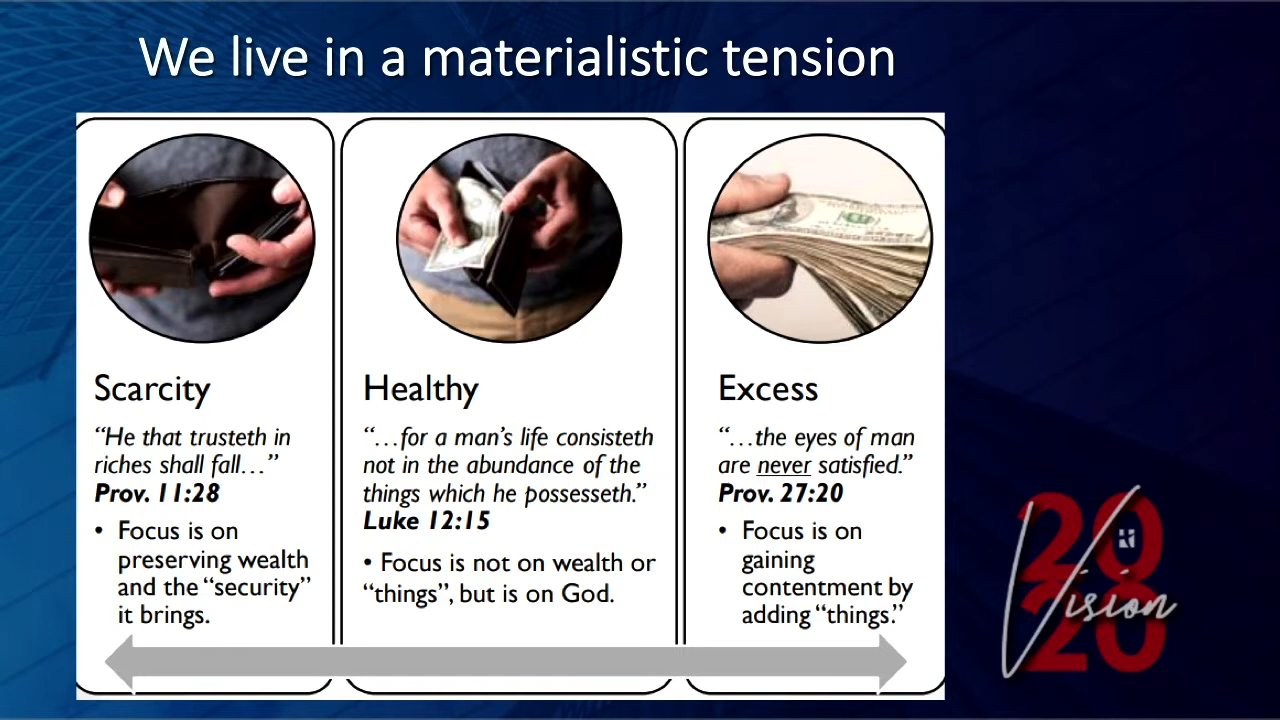 We live in a materialistic tension
Scarcity
“He that trusteth in
riches shall fall…”
Prov. 11:28
• Focus is on
preserving wealth
and the “security”
it brings.
Healthy
“…for a man’s life consisteth
not in the abundance of the
things which he possesseth.”
Luke 12:15
• Focus is not on wealth or
“things”, but is on God.
Excess
“…the eyes of man
are never satisfied.”
Prov. 27:20
• Focus is on
gaining
contentment by
adding “things.”
20
Vision
20